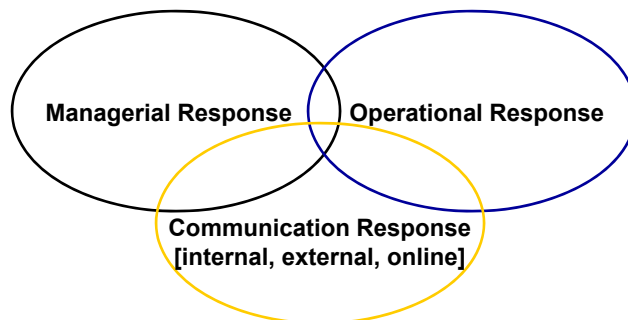 Managerial Response
Operational Response
Communication Response
[internal, external, online]